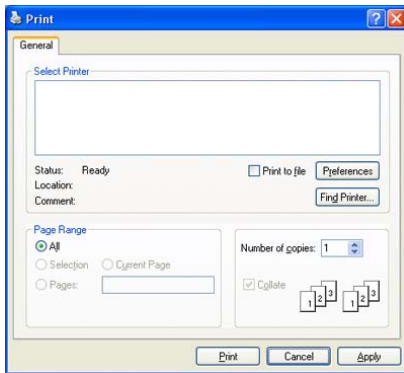 Print
General
Select Printer
Status: Ready
Location:
Comment:
Print to file
Preferences
Find Printer...
Page Range
All
Selection
Current Page
Pages:
Number of copies: 1
Collate
1 2 3 1 2 3
Print
Cancel
Apply